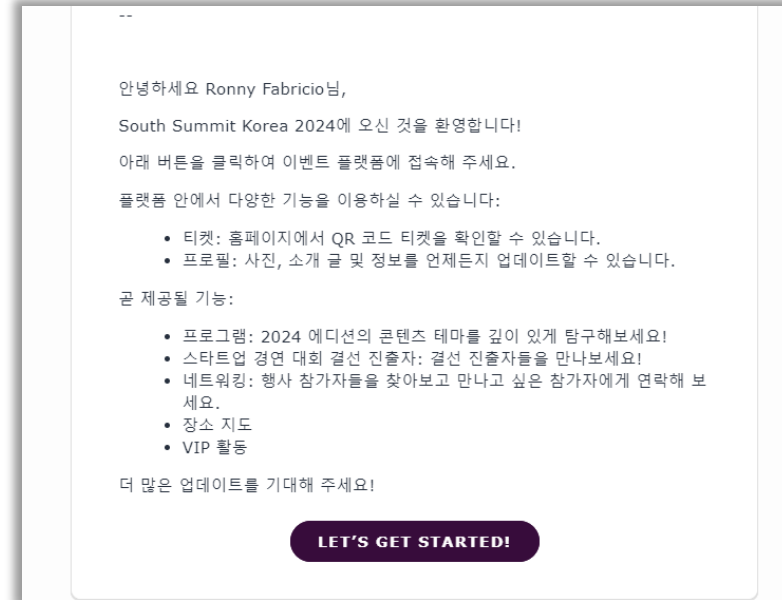 --
안녕하세요 Ronny Fabricio님,
South Summit Korea 2024에 오신 것을 환영합니다!
아래 버튼을 클릭하여 이벤트 플랫폼에 접속해 주세요.
플랫폼 안에서 다양한 기능을 이용하실 수 있습니다:
• 티켓: 홈페이지에서 QR 코드 티켓을 확인할 수 있습니다.
• 프로필: 사진, 소개 글 및 정보를 언제든지 업데이트할 수 있습니다.
곧 제공될 기능:
• 프로그램: 2024 에디션의 콘텐츠 테마를 깊이 있게 탐구해보세요!
• 스타트업 경연 대회 결선 진출자: 결선 진출자들을 만나보세요!
• 네트워킹: 행사 참가자들을 찾아보고 만나고 싶은 참가자에게 연락해 보
세요.
• 장소 지도
• VIP 활동
더 많은 업데이트를 기대해 주세요!
LET’S GET STARTED!